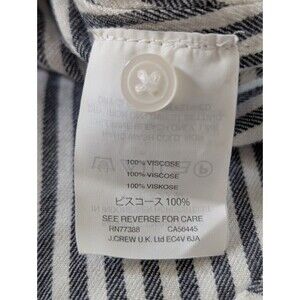 100% VISCOSE
100% VISCOSE
100% VISKOSE
ビスコース 100%
SEE REVERSE FOR CARE
RN77388 CA56445
J.CREW U.K. Ltd EC4V 6JA